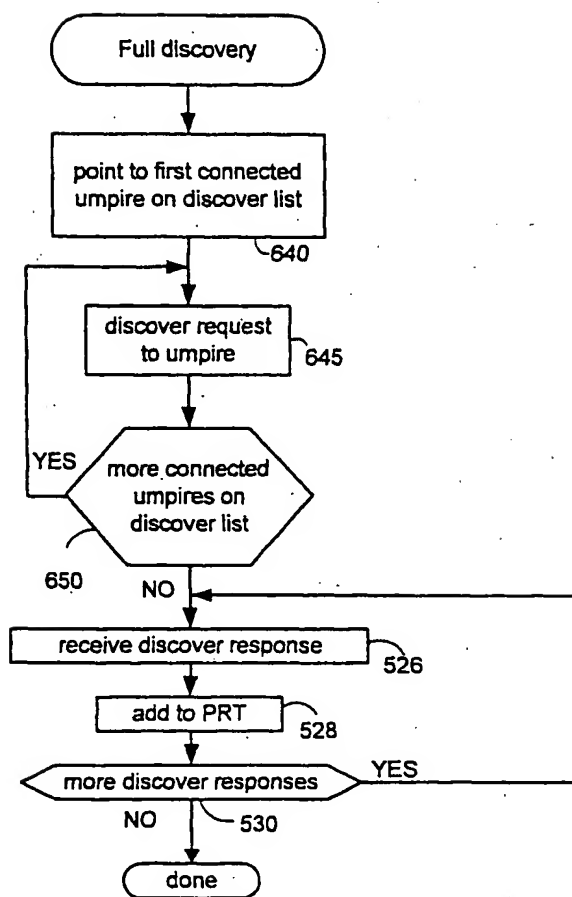 Full discovery
point to first connected
umpire on discover list
640
discover request
to umpire
645
YES
more connected
umpires on
discover list
650
NO
receive discover response
526
add to PRT
528
more discover responses
YES
NO
530
done